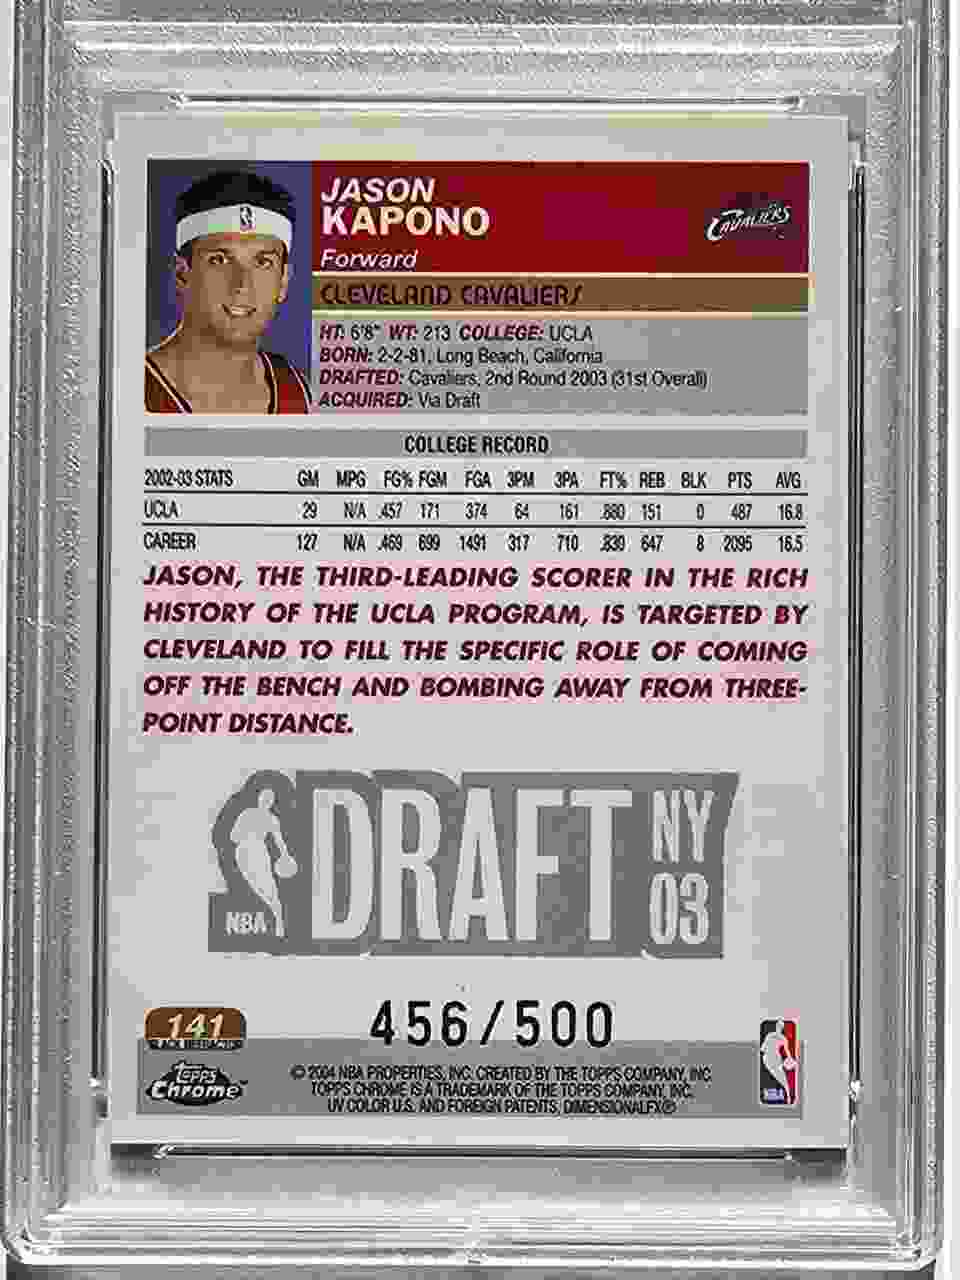 JASON
KAPONO
CAVALIERS
Forward
CLEVELAND CAVALIERS
HT: 6'8" WT: 213 COLLEGE: UCLA
BORN: 2-2-81, Long Beach, California
DRAFTED: Cavaliers, 2nd Round 2003 (31st Overall)
ACQUIRED: Via Draft
COLLEGE RECORD
2002-03 STATS GM MPG FG% FGM FGA 3PM 3PA FT% REB BLK PTS AVG
UCLA 29 N/A .457 171 374 64 161 .880 151 0 487 16.8
CAREER 127 N/A .469 699 1491 317 710 .839 647 8 2095 16.5
JASON, THE THIRD-LEADING SCORER IN THE RICH
HISTORY OF THE UCLA PROGRAM, IS TARGETED BY
CLEVELAND TO FILL THE SPECIFIC ROLE OF COMING
OFF THE BENCH AND BOMBING AWAY FROM THREE-
POINT DISTANCE.
NBA DRAFT NY
03
456/500
141
BLACK REFRACTOR
Topps
Chrome™
© 2004 NBA PROPERTIES, INC. CREATED BY THE TOPPS COMPANY, INC.
TOPPS CHROME IS A TRADEMARK OF THE TOPPS COMPANY, INC.
UV COLOR U.S. AND FOREIGN PATENTS, DIMENSIONALFX®
NBA